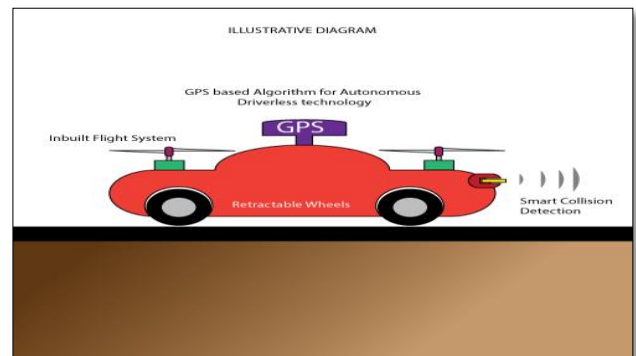 ILLUSTRATIVE DIAGRAM
GPS based Algorithm for Autonomous
Driverless technology
GPS
Inbuilt Flight System
Retractable Wheels
Smart Collision
Detection